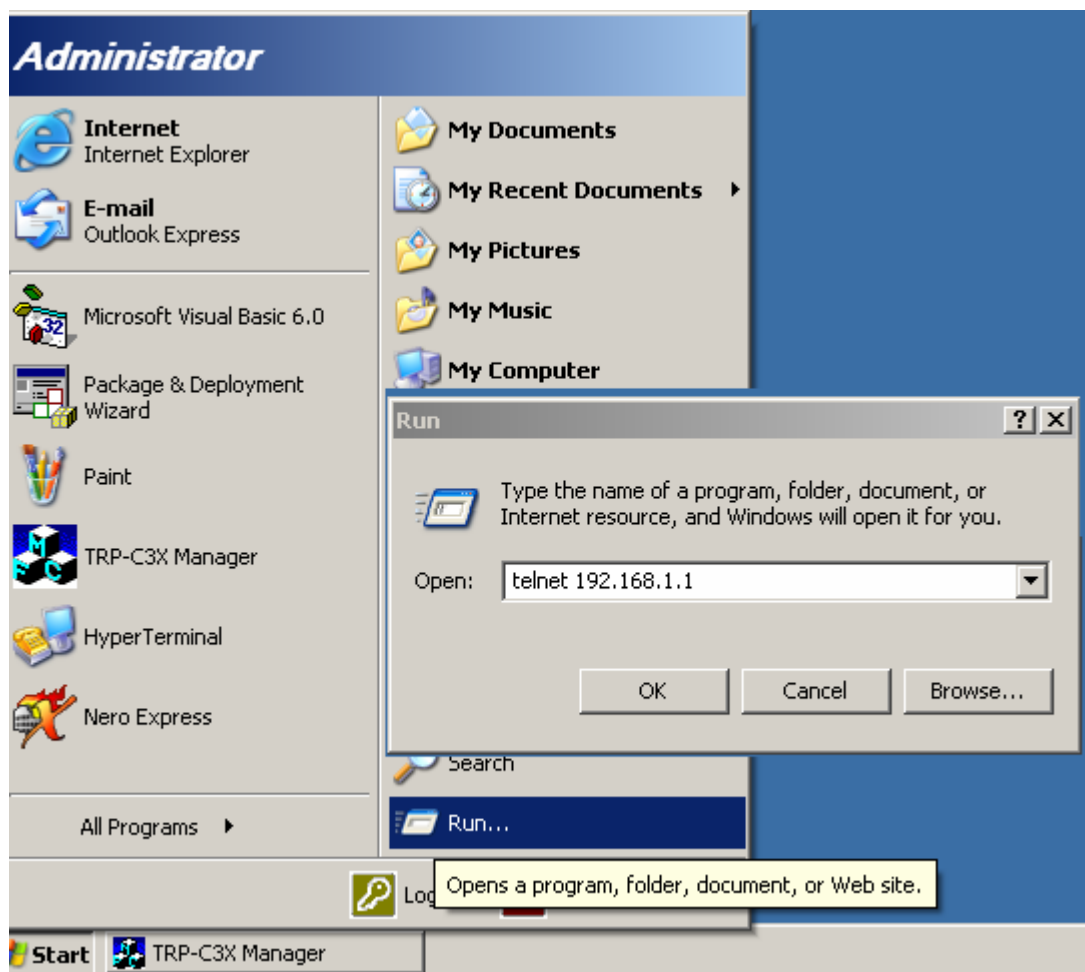 Administrator
Internet
Internet Explorer
E-mail
Outlook Express
Microsoft Visual Basic 6.0
32
Package & Deployment
Wizard
Paint
M
F
C
TRP-C3X Manager
HyperTerminal
Nero Express
All Programs
My Documents
My Recent Documents
My Pictures
My Music
My Computer
Run
Type the name of a program, folder, document, or
Internet resource, and Windows will open it for you.
Open: telnet 192.168.1.1
OK Cancel Browse...
Search
Run...
Opens a program, folder, document, or Web site.
Start TRP-C3X Manager